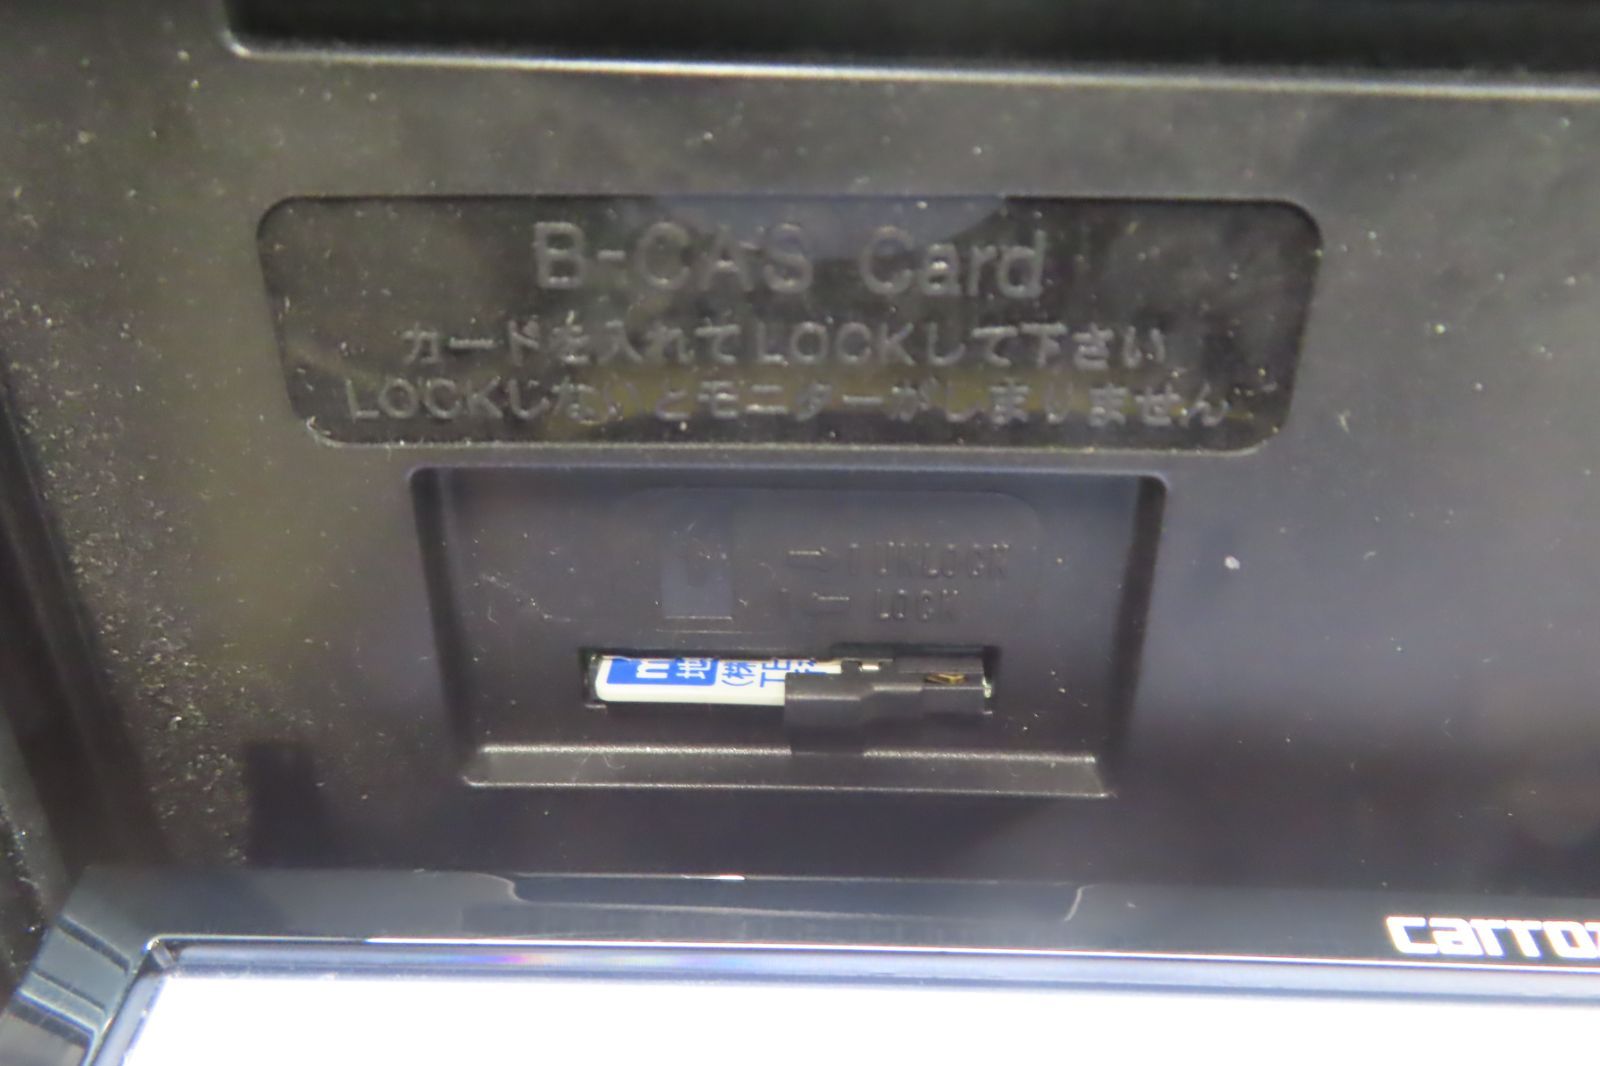 B-CAS Card
カードを入れてLOCKして下さい
LOCKしないとモニターがしまりません
→ UNLOCK
← LOCK
m 地
carroz